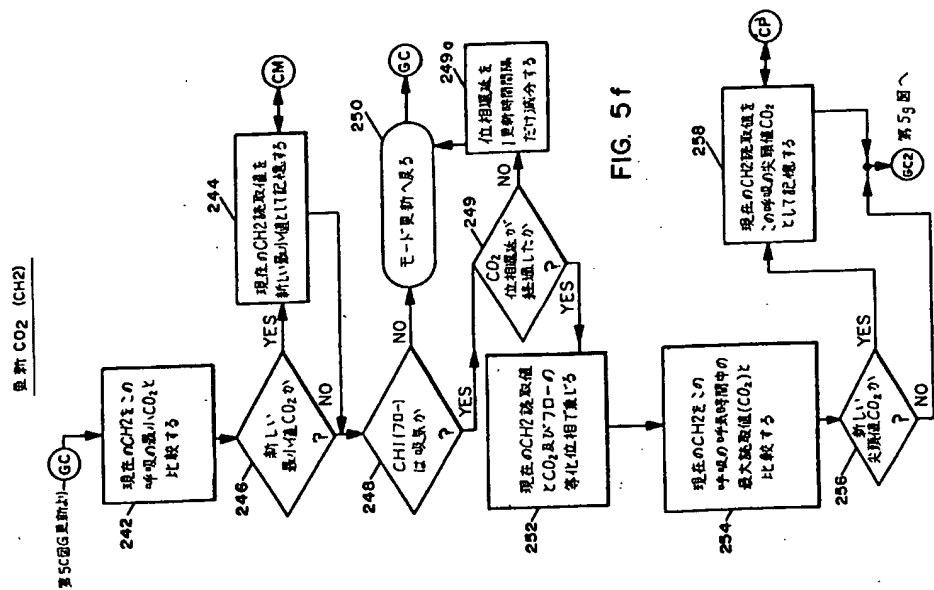 更新 CO₂ (CH2)
第5C図G更新より
GC
現在のCH2をこの
呼吸の最小CO₂と
比較する
242
新しい
最小値CO₂か
?
246
YES
NO
現在のCH2読取値を
新しい最小値として記憶する
244
CM
CH1(フロー)
は吸気か
?
248
NO
YES
モード更新へ戻る
250
GC
CO₂
位相遅延が
経過したか
?
249
NO
YES
位相遅延を
1更新時間間隔
だけ減分する
249a
現在のCH2読取値
とCO₂及びフローの
等化位相了乗じる
252
現在のCH2をこの
呼吸の呼気時間中の
最大読取値(CO₂)と
比較する
254
新しい
尖頭値CO₂か
?
256
YES
NO
現在のCH2読取値を
この呼吸の尖頭値CO₂
として記憶する
258
CP
GC2
第5g図へ
FIG. 5f